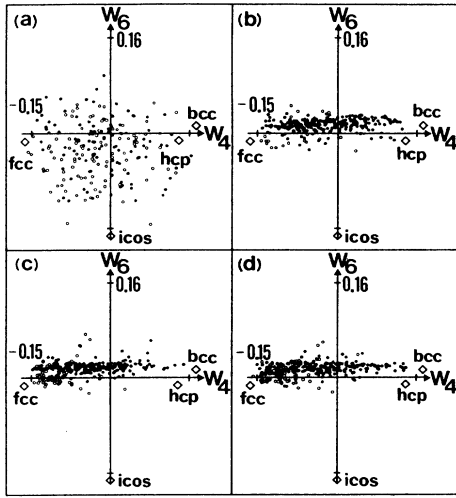 (a)
W6
0.16
-0.15
bcc
W4
fcc
hcp
icos
(b)
W6
0.16
-0.15
bcc
W4
fcc
hcp
icos
(c)
W6
0.16
-0.15
bcc
W4
fcc
hcp
icos
(d)
W6
0.16
-0.15
bcc
W4
fcc
hcp
icos